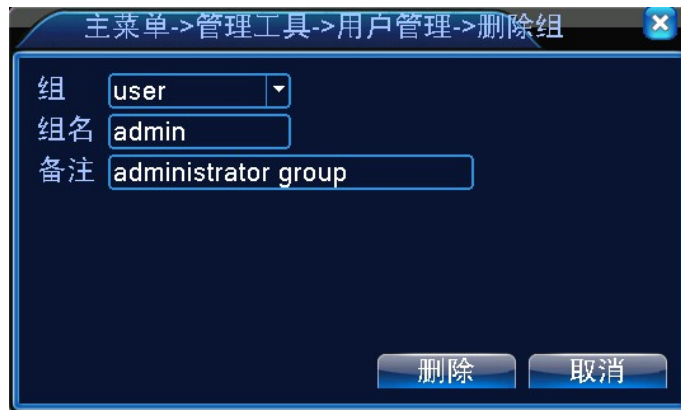 主菜单->管理工具->用户管理->删除组
组 user
组名 admin
备注 administrator group
删除 取消